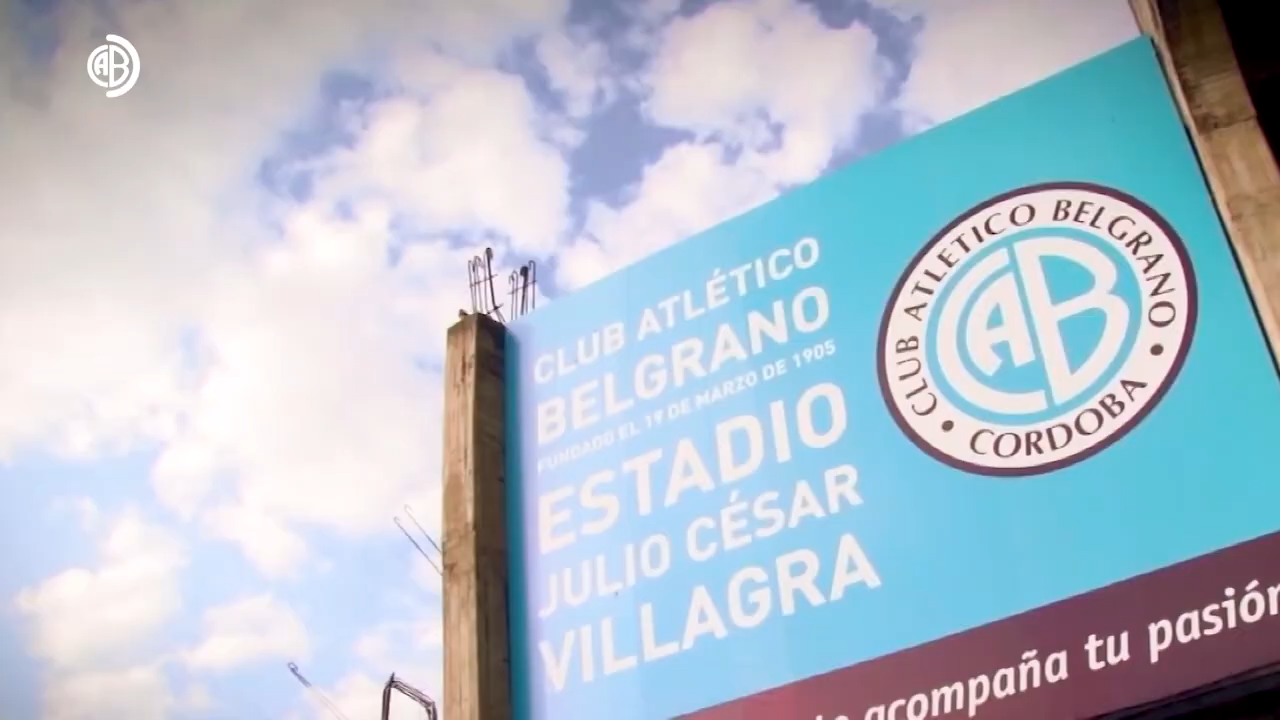 CAB
CLUB ATLÉTICO
BELGRANO
FUNDADO EL 19 DE MARZO DE 1905
ESTADIO
JULIO CÉSAR
VILLAGRA
CLUB ATLETICO BELGRANO
CAB
• CORDOBA •
acompaña tu pasión